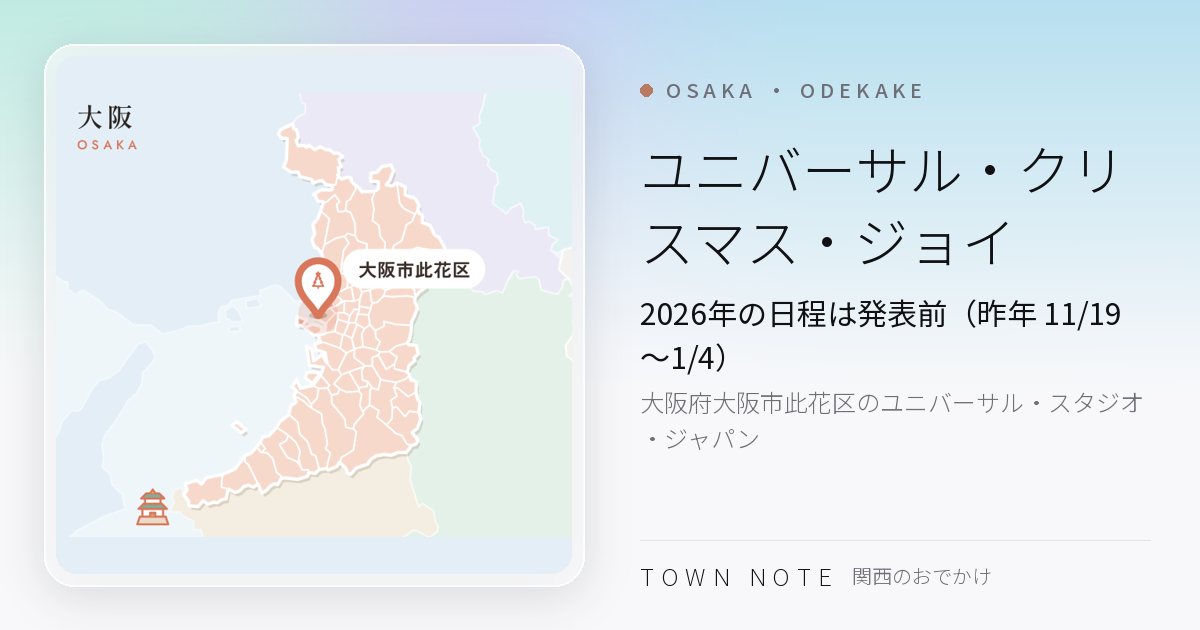 大阪
OSAKA
大阪市此花区
OSAKA • ODEKAKE
ユニバーサル・クリ
スマス・ジョイ
2026年の日程は発表前（昨年 11/19
〜1/4）
大阪府大阪市此花区のユニバーサル・スタジオ
・ジャパン
TOWN NOTE 関西のおでかけ